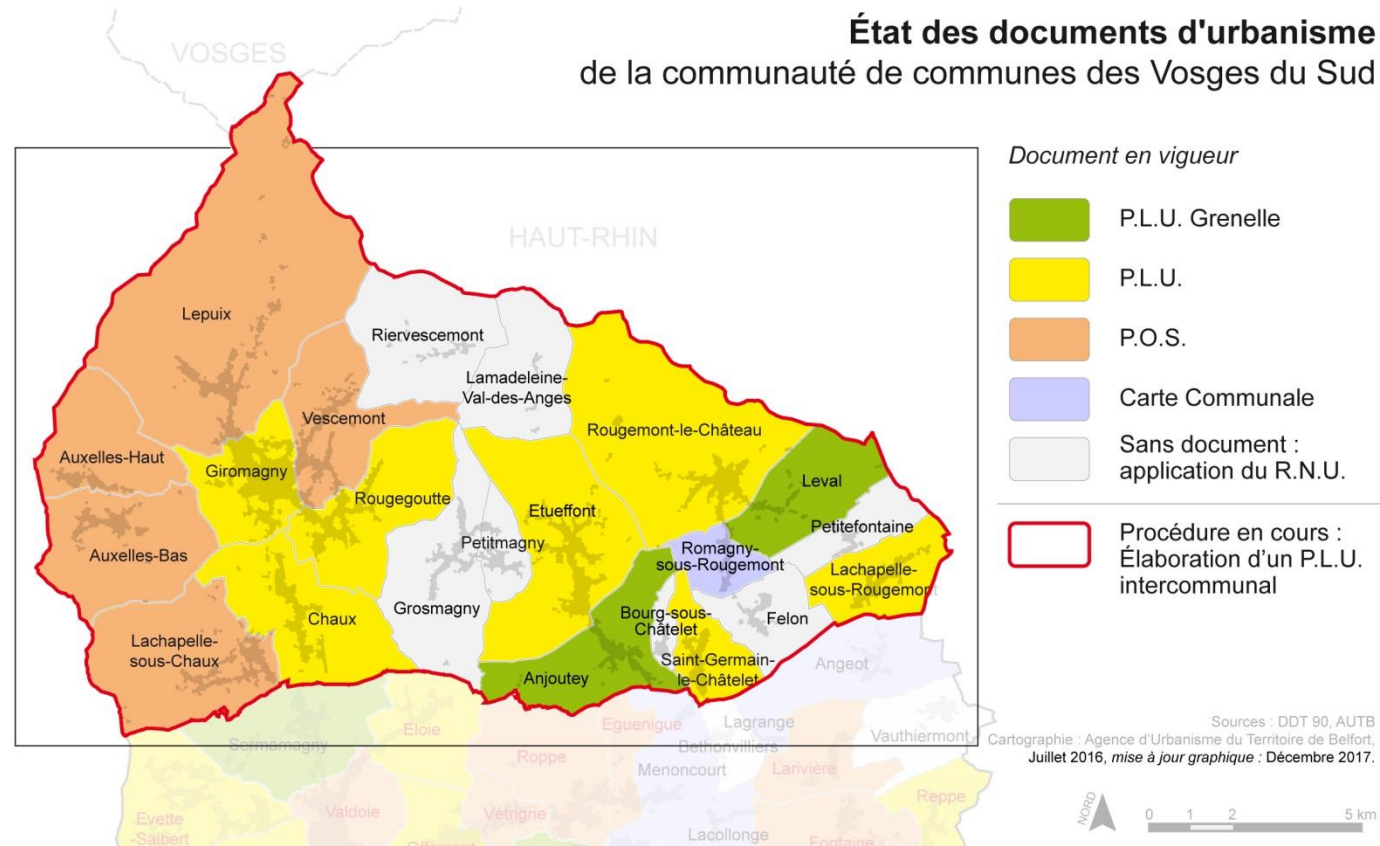 État des documents d'urbanisme
de la communauté de communes des Vosges du Sud
VOSGES
HAUT-RHIN
Document en vigueur
P.L.U. Grenelle
P.L.U.
P.O.S.
Carte Communale
Sans document :
application du R.N.U.
Procédure en cours :
Élaboration d'un P.L.U.
intercommunal
Lepuix
Riervescemont
Lamadeleine-
Val-des-Anges
Vescemont
Rougemont-le-Château
Auxelles-Haut
Giromagny
Leval
Rougegoutte
Etueffont
Petitefontaine
Petitmagny
Auxelles-Bas
Romagny-
sous-Rougemont
Lachapelle-
sous-Rougemont
Grosmagny
Chaux
Bourg-sous-
Châtelet
Felon
Lachapelle-
sous-Chaux
Saint-Germain-
le-Châtelet
Anjoutey
Angeot
Sermamagny
Eloie
Eguenigue
Lagrange
Vauthiermont
Roppe
Bethonvilliers
Menoncourt
Larivière
Reppe
Evette
-Salbert
Valdoie
Vétrigne
Lacollonge
Fontaine
Offemont
Sources : DDT 90, AUTB
Cartographie : Agence d'Urbanisme du Territoire de Belfort,
Juillet 2016, mise à jour graphique : Décembre 2017.
NORD
0 1 2 5 km